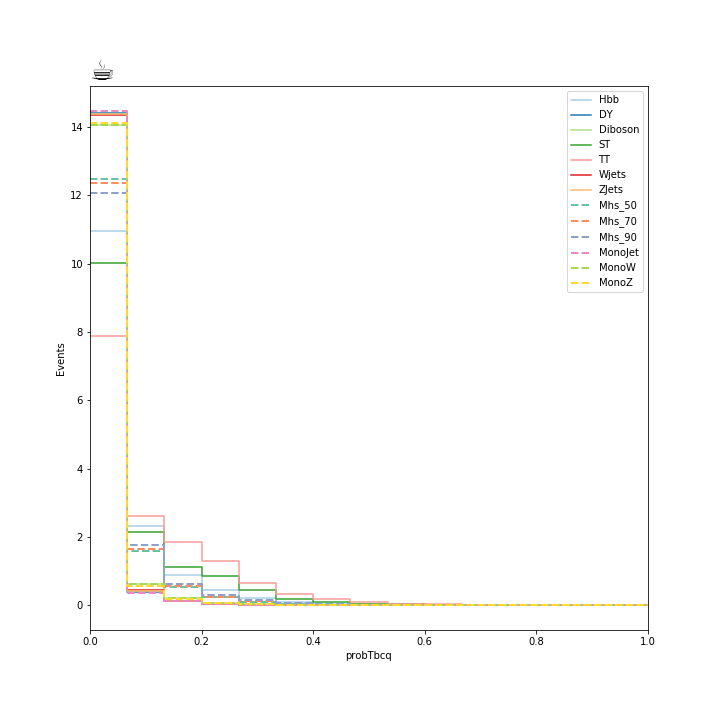 ☕
Hbb
DY
Diboson
ST
TT
Wjets
ZJets
Mhs_50
Mhs_70
Mhs_90
MonoJet
MonoW
MonoZ
14
12
10
8
6
4
2
0
Events
0.0 0.2 0.4 0.6 0.8 1.0
probTbcq